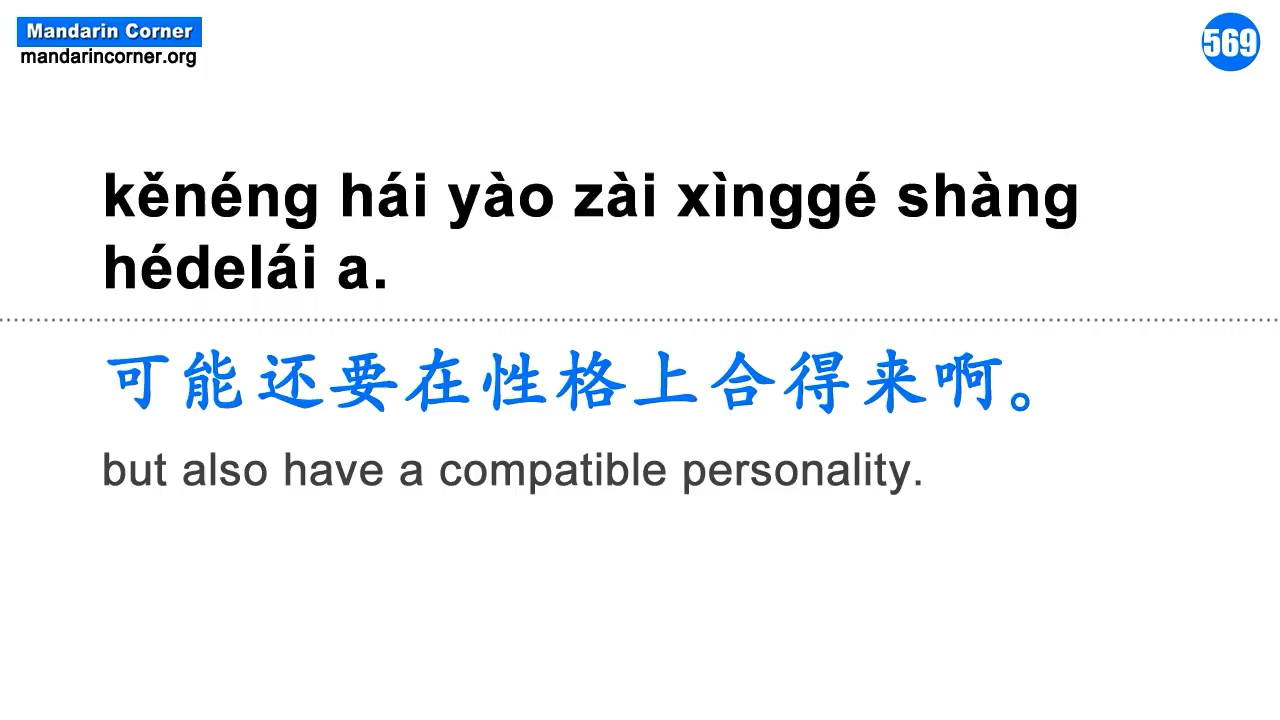 Mandarin Corner
mandarincorner.org
569
kěnéng hái yào zài xìnggé shàng
hédelái a.
可能还要在性格上合得来啊。
but also have a compatible personality.